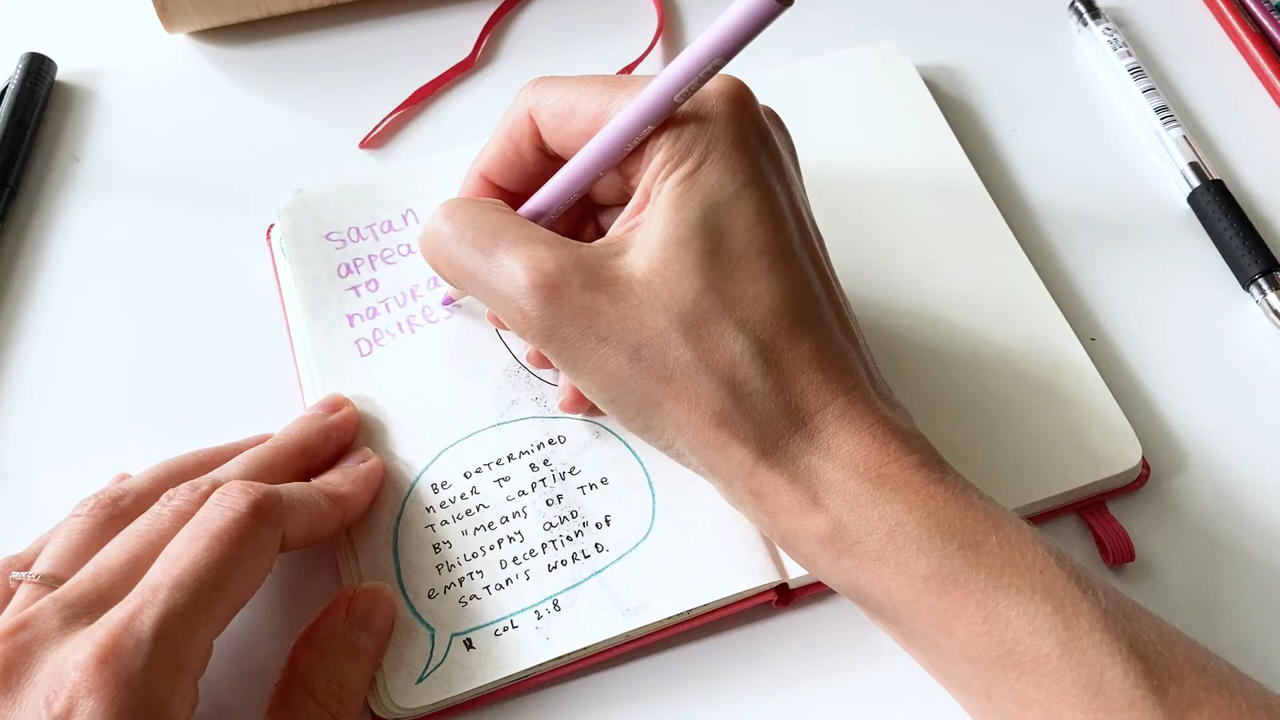 SATAN
appea
TO
natura
DESIRES
BE DETERMINED
never TO BE
TAKEN CAPTIVE
BY "MEANS OF THE
PHILOSOPHY AND
EMPTY DECEPTION" OF
SATAN'S WORLD.
COL 2:8